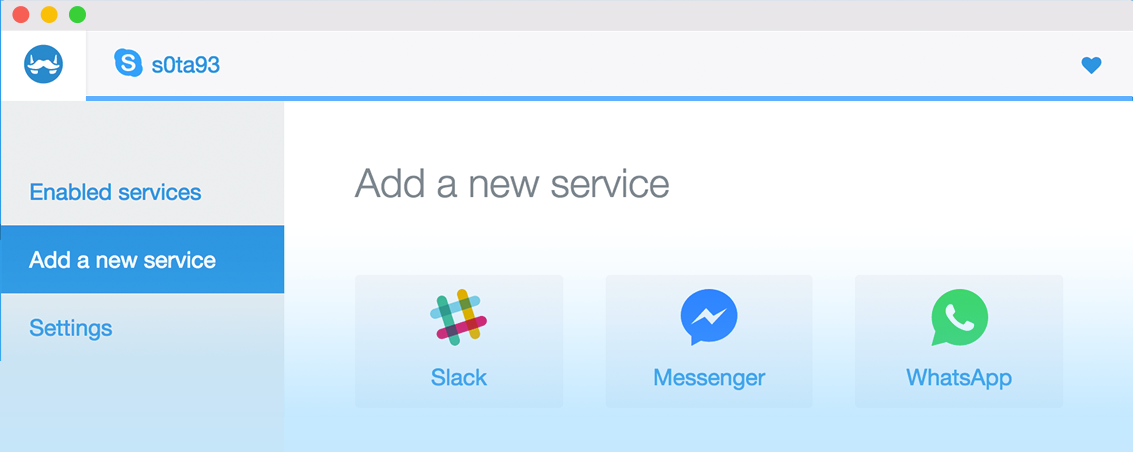 s0ta93
Enabled services
Add a new service
Settings
Add a new service
Slack
Messenger
WhatsApp